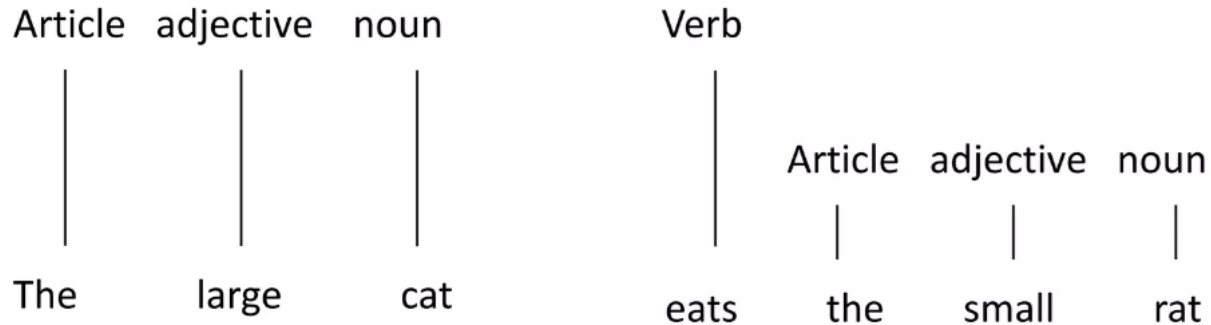 Article adjective noun Verb
Article adjective noun
The large cat eats the small rat